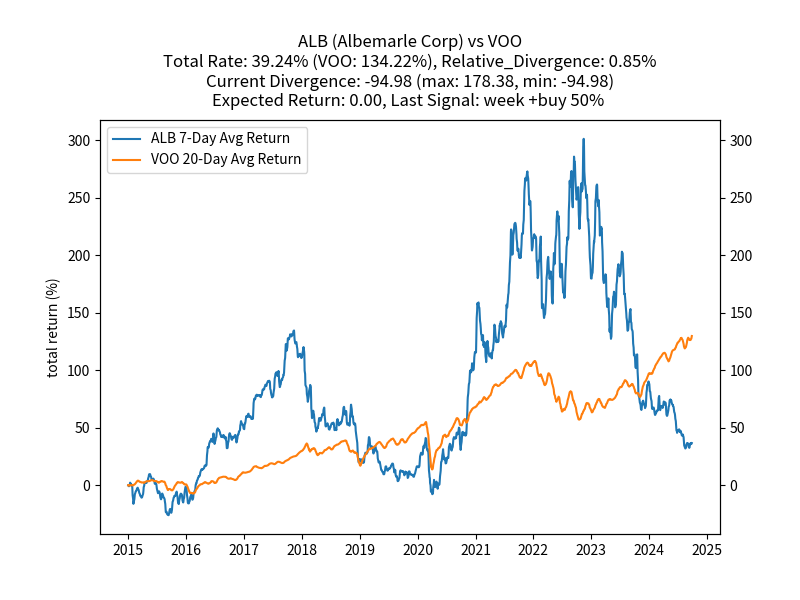 ALB (Albemarle Corp) vs VOO
Total Rate: 39.24% (VOO: 134.22%), Relative_Divergence: 0.85%
Current Divergence: -94.98 (max: 178.38, min: -94.98)
Expected Return: 0.00, Last Signal: week +buy 50%
ALB 7-Day Avg Return
VOO 20-Day Avg Return
total return (%)
300
250
200
150
100
50
0
300
250
200
150
100
50
0
2015 2016 2017 2018 2019 2020 2021 2022 2023 2024 2025